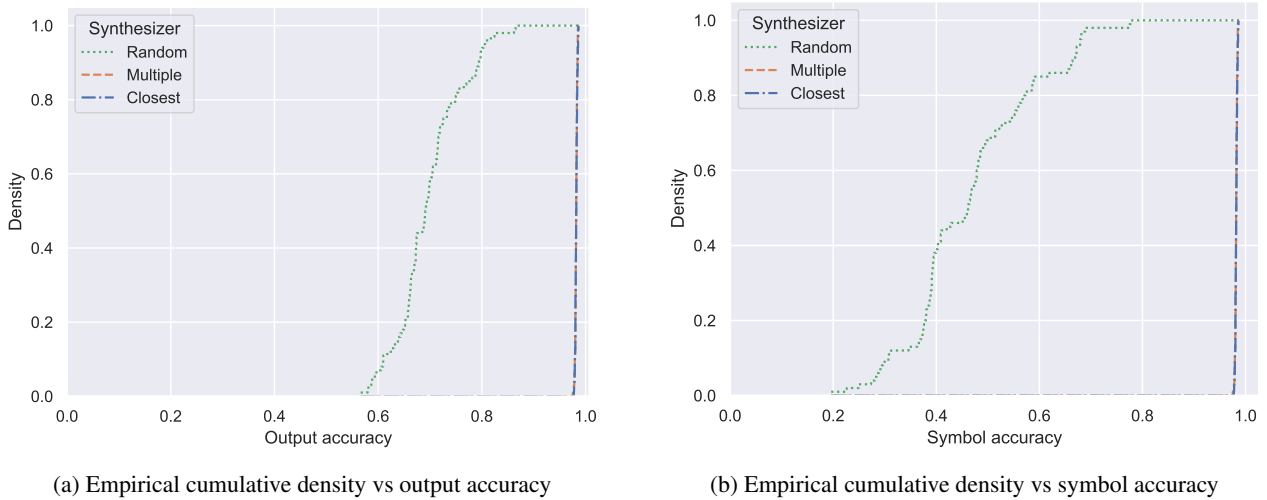 Synthesizer
Random
Multiple
Closest
1.0
0.8
0.6
0.4
0.2
0.0
Density
0.0 0.2 0.4 0.6 0.8 1.0
Output accuracy
(a) Empirical cumulative density vs output accuracy
Synthesizer
Random
Multiple
Closest
1.0
0.8
0.6
0.4
0.2
0.0
Density
0.0 0.2 0.4 0.6 0.8 1.0
Symbol accuracy
(b) Empirical cumulative density vs symbol accuracy